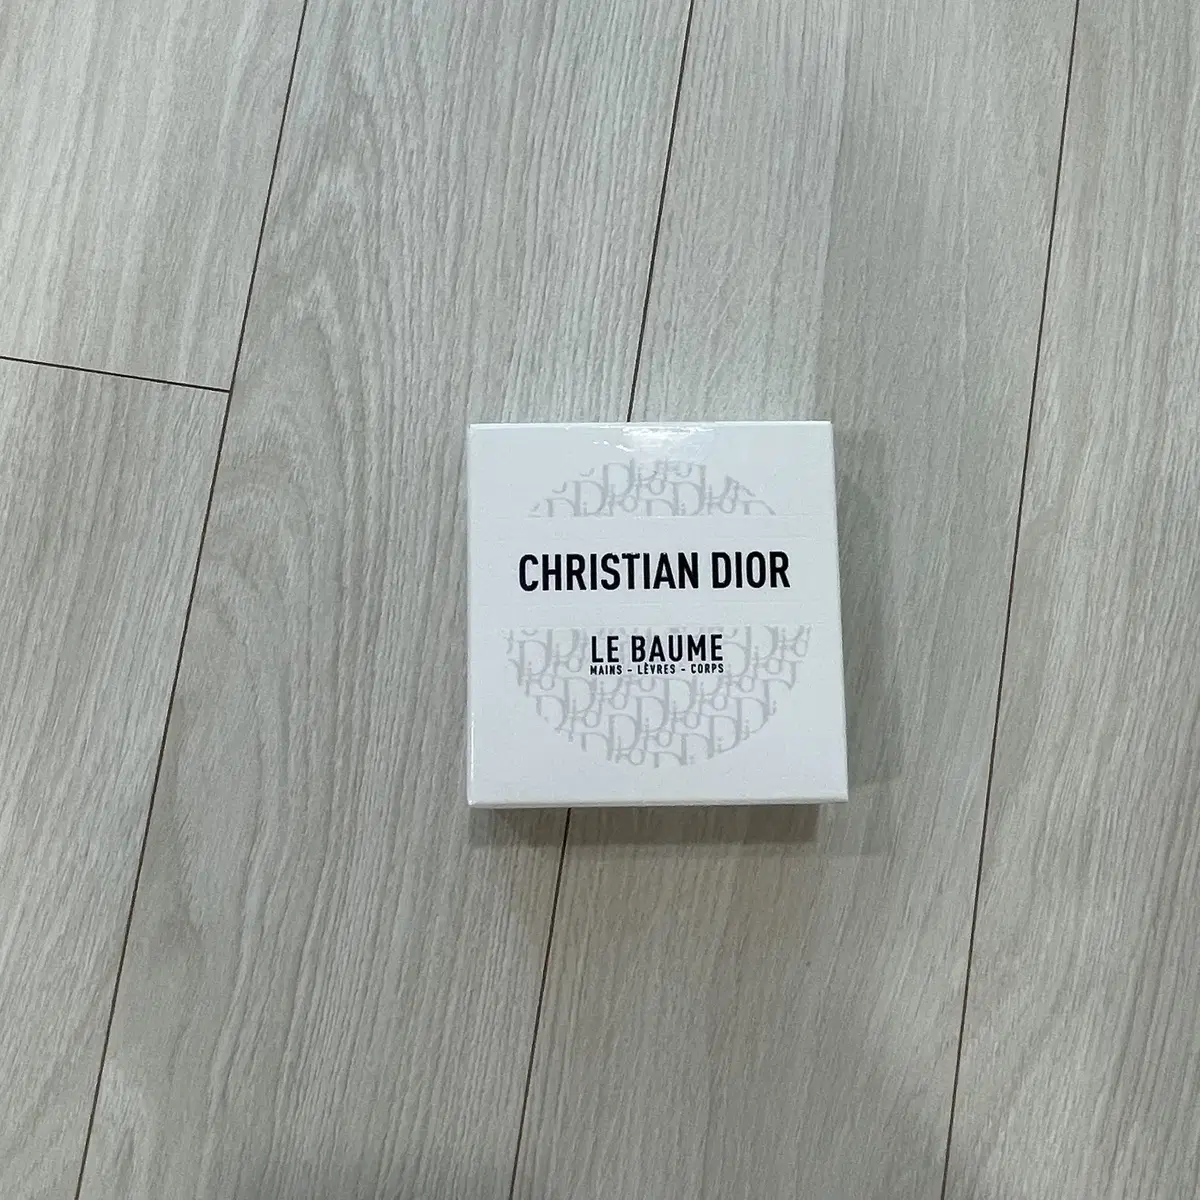 CHRISTIAN DIOR
LE BAUME
MAINS - LÈVRES - CORPS